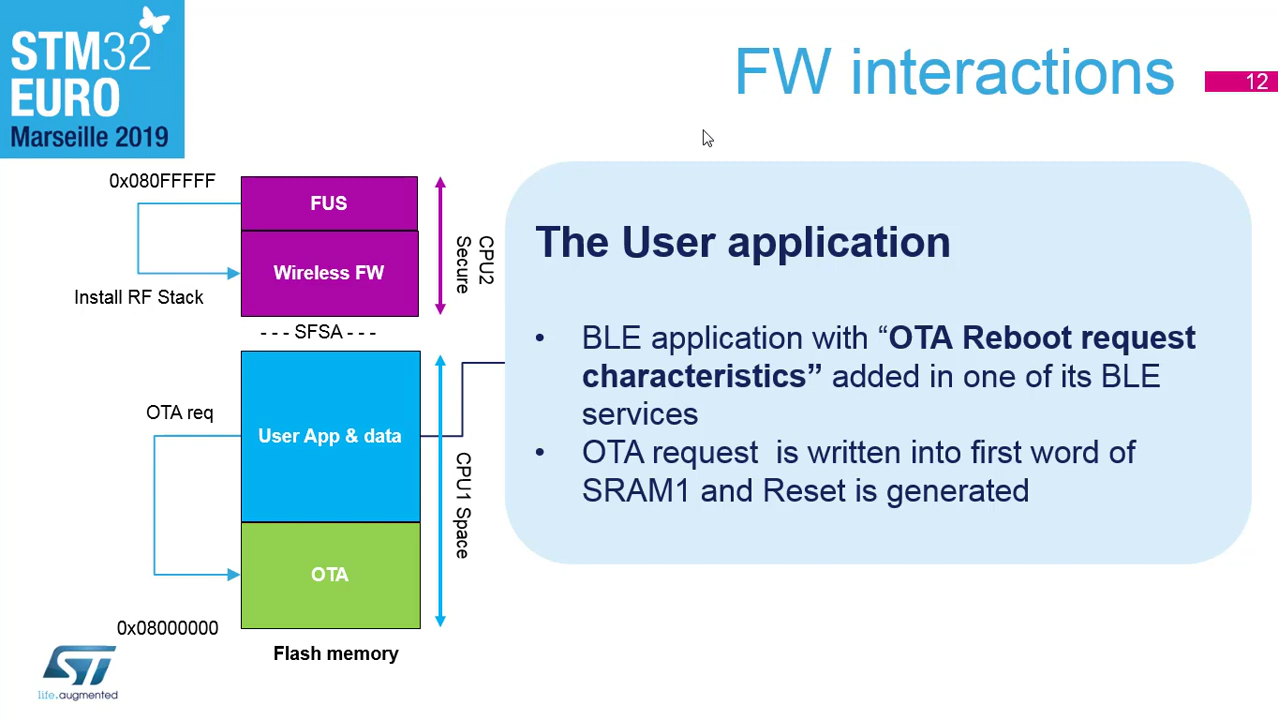 STM32
EURO
Marseille 2019
FW interactions
12
0x080FFFFF
FUS
Wireless FW
CPU2
Secure
Install RF Stack
- - - SFSA - - -
OTA req
User App & data
CPU1 Space
OTA
0x08000000
Flash memory
The User application
• BLE application with “OTA Reboot request
characteristics” added in one of its BLE
services
• OTA request  is written into first word of
SRAM1 and Reset is generated
ST
life.augmented